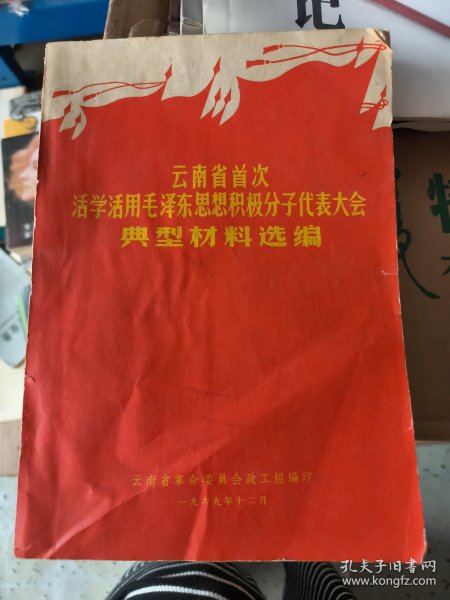 记
云南省首次
活学活用毛泽东思想积极分子代表大会
典型材料选编
云南省革命委員会政工组编印
一九六九年十二月
孔夫子旧书网
www.kongfz.com